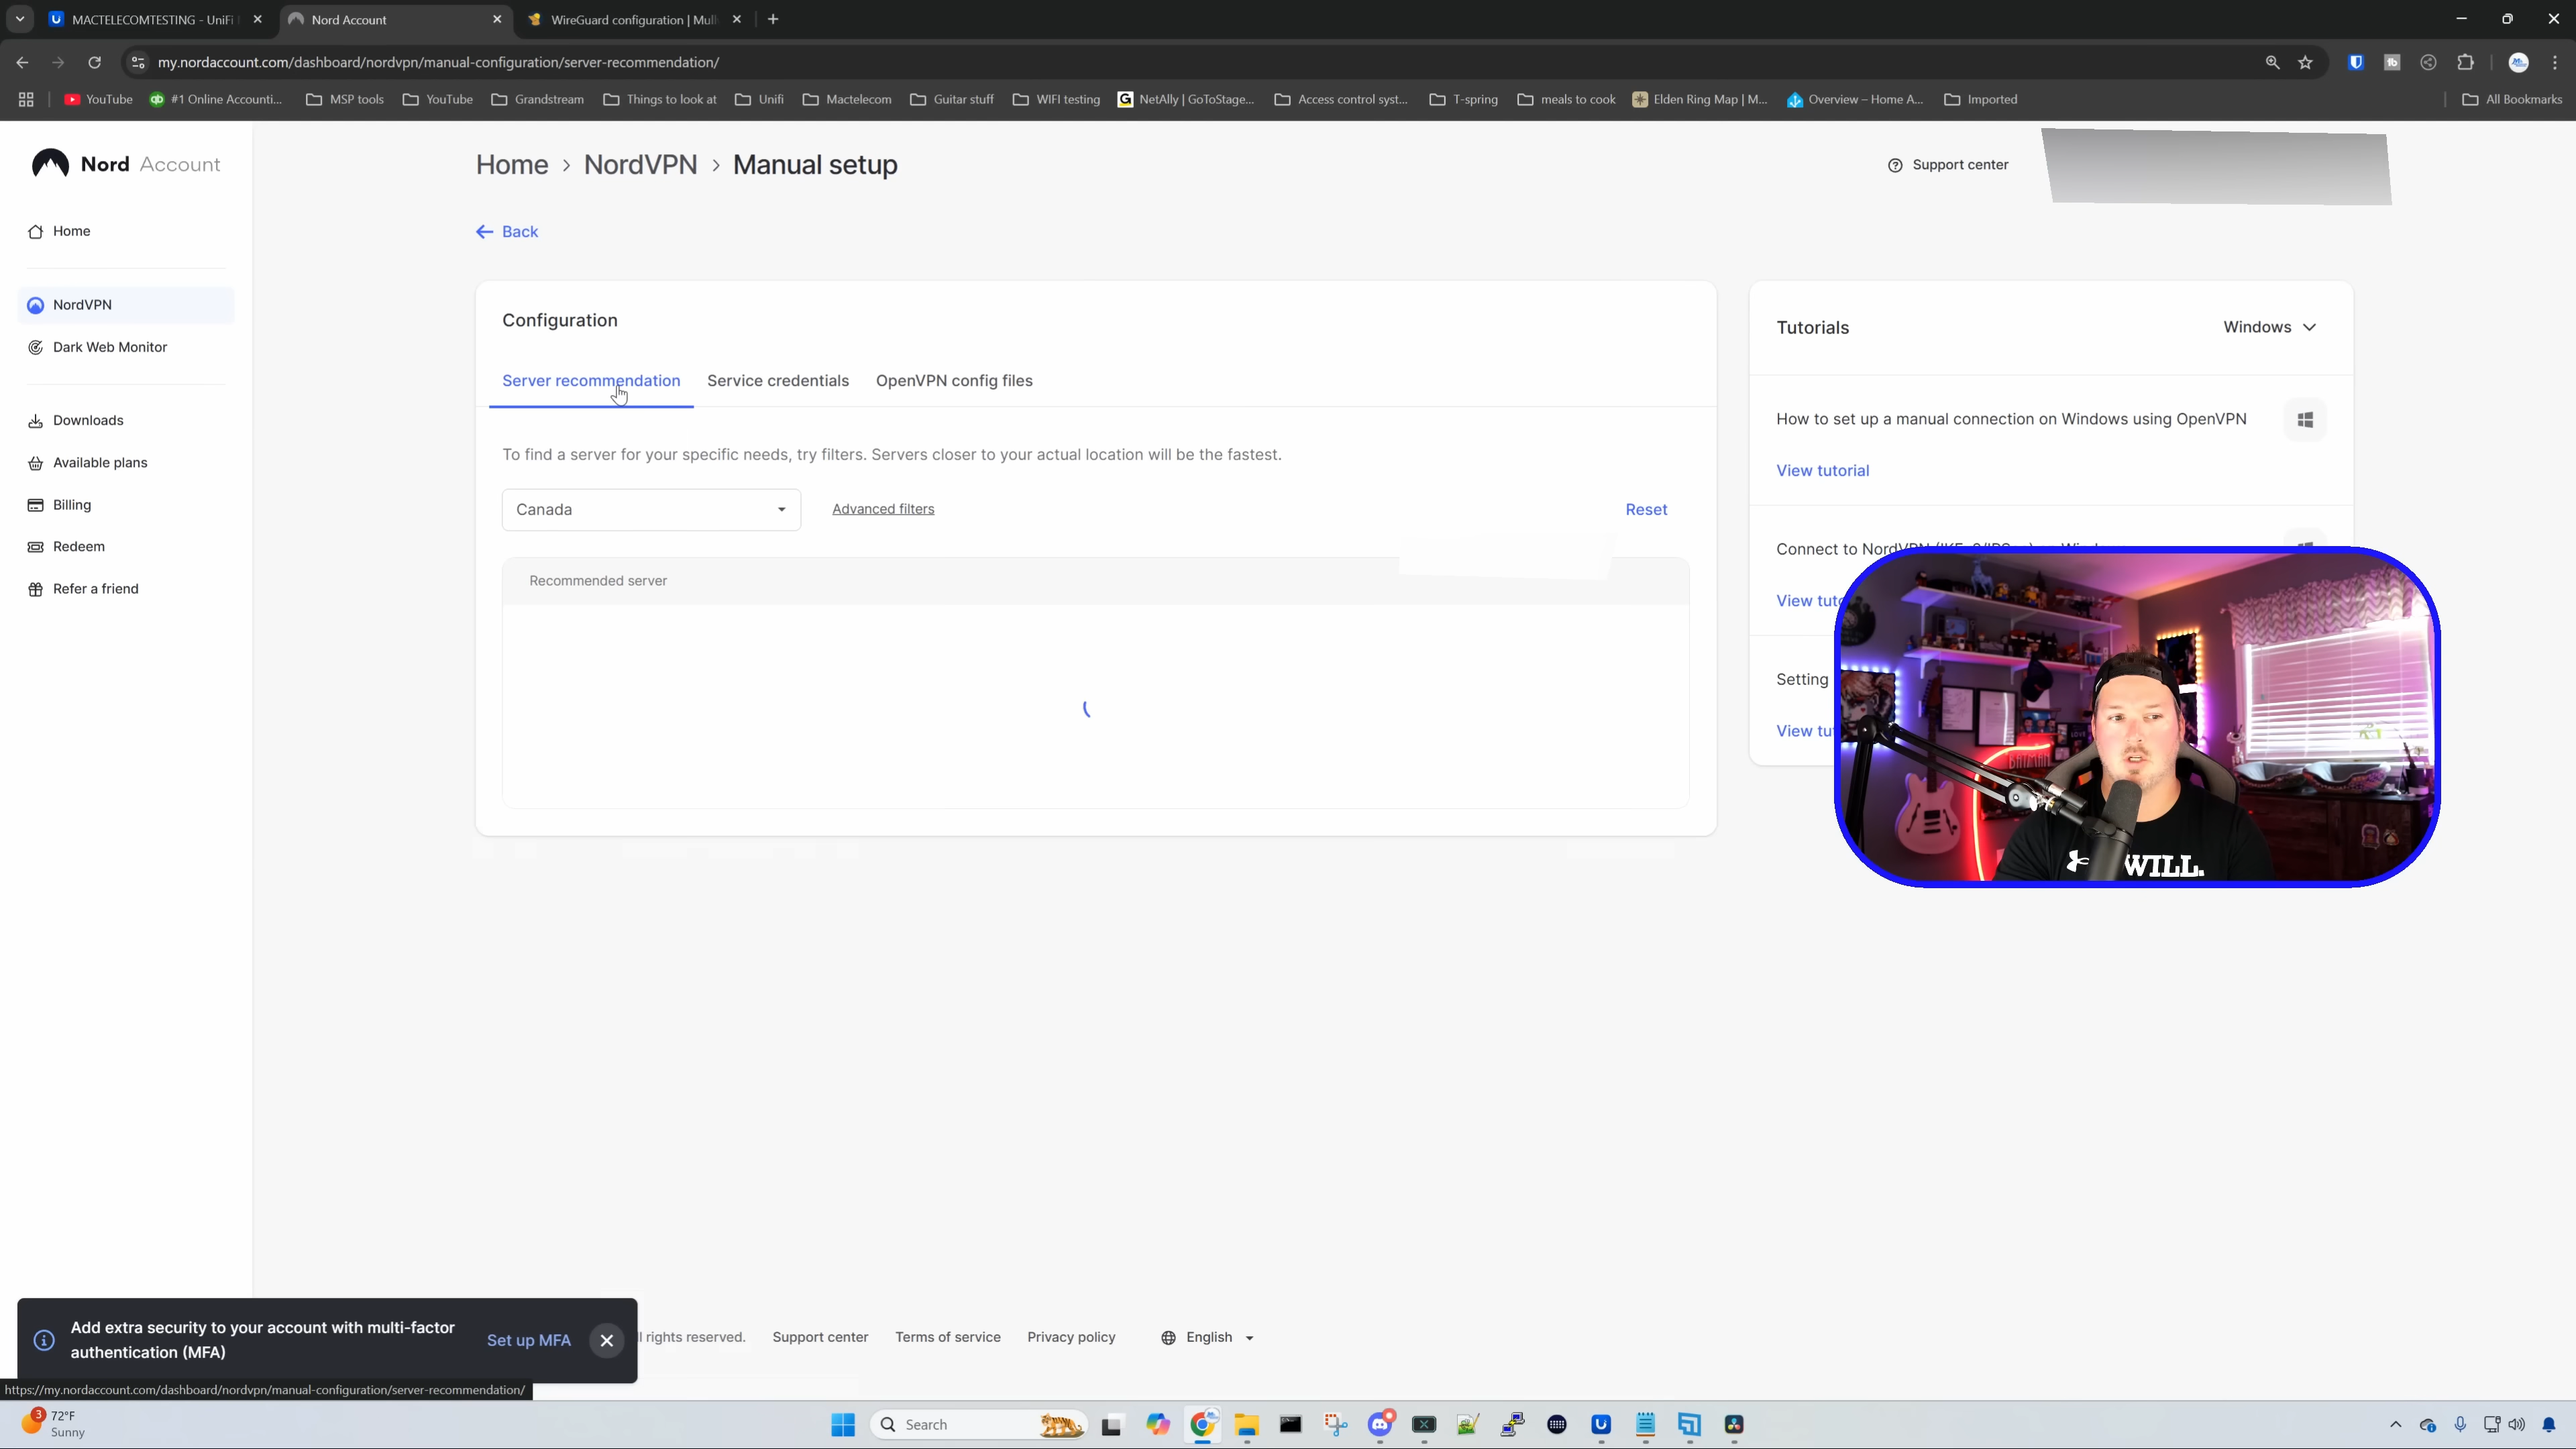 MACTELECOMTESTING - UniFi
Nord Account
WireGuard configuration | Mull
my.nordaccount.com/dashboard/nordvpn/manual-configuration/server-recommendation/
YouTube
#1 Online Accounti...
MSP tools
YouTube
Grandstream
Things to look at
Unifi
Mactelecom
Guitar stuff
WIFI testing
NetAlly | GoToStage...
Access control syst...
T-spring
meals to cook
Elden Ring Map | M...
Overview – Home A...
Imported
All Bookmarks
Nord Account
Home > NordVPN > Manual setup
Support center
Home
Back
NordVPN
Dark Web Monitor
Downloads
Available plans
Billing
Redeem
Refer a friend
Configuration
Server recommendation
Service credentials
OpenVPN config files
To find a server for your specific needs, try filters. Servers closer to your actual location will be the fastest.
Canada
Advanced filters
Reset
Recommended server
Tutorials
Windows
How to set up a manual connection on Windows using OpenVPN
View tutorial
Connect to
View
Setting
View
BATMAN
WILL.
Add extra security to your account with multi-factor
authentication (MFA)
Set up MFA
rights reserved.
Support center
Terms of service
Privacy policy
English
https://my.nordaccount.com/dashboard/nordvpn/manual-configuration/server-recommendation/
3
72°F
Sunny
Search